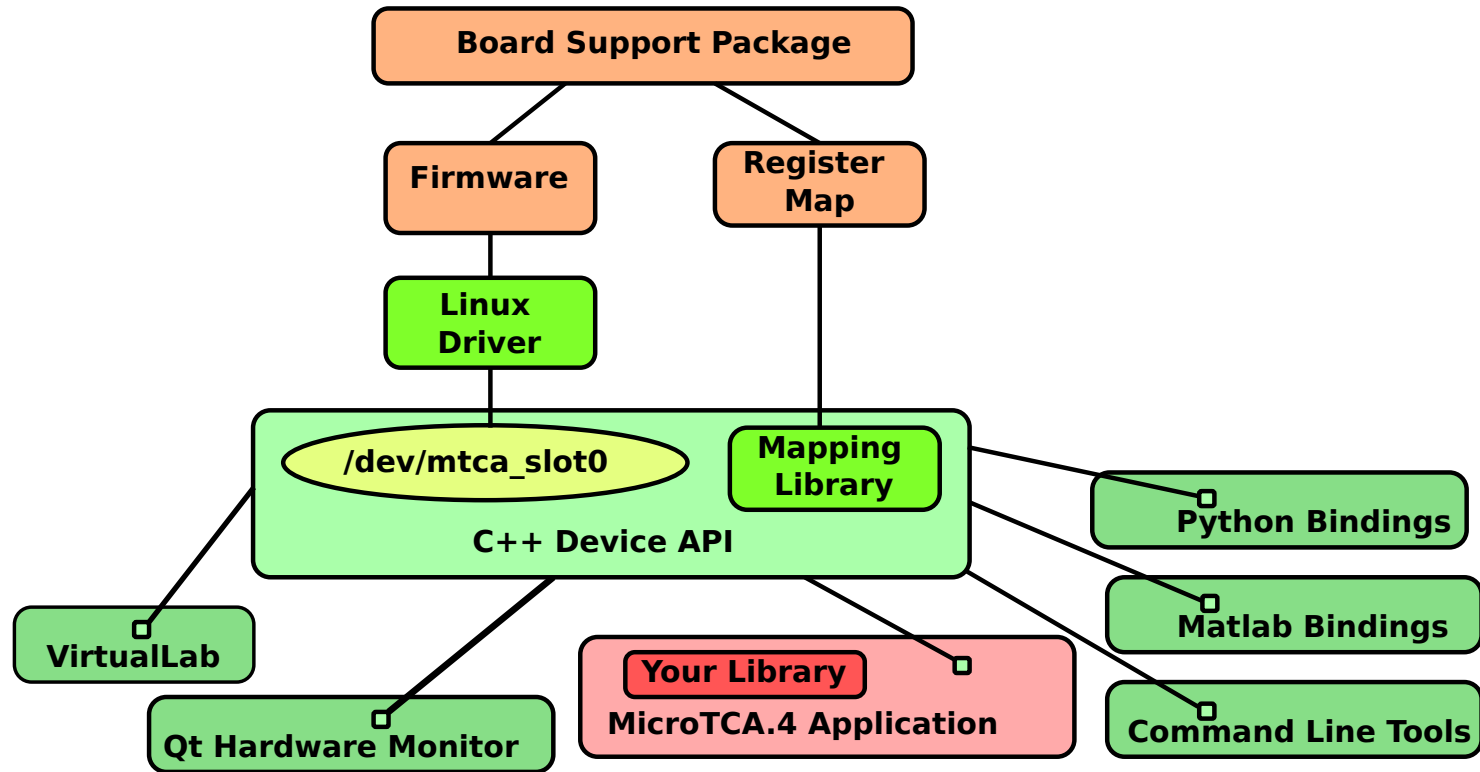 Board Support Package
Firmware
Register
Map
Linux
Driver
/dev/mtca_slot0
Mapping
Library
C++ Device API
Python Bindings
Matlab Bindings
Command Line Tools
VirtualLab
Qt Hardware Monitor
Your Library
MicroTCA.4 Application